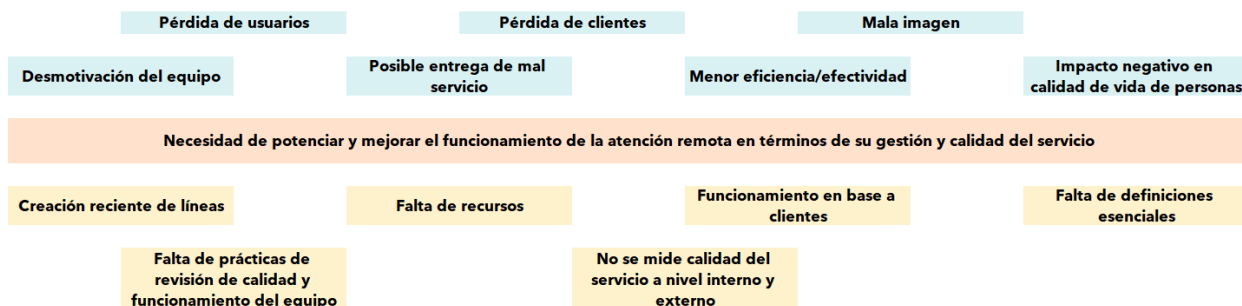 Pérdida de usuarios
Pérdida de clientes
Mala imagen
Desmotivación del equipo
Posible entrega de mal
servicio
Menor eficiencia/efectividad
Impacto negativo en
calidad de vida de personas
Necesidad de potenciar y mejorar el funcionamiento de la atención remota en términos de su gestión y calidad del servicio
Creación reciente de líneas
Falta de recursos
Funcionamiento en base a
clientes
Falta de definiciones
esenciales
Falta de prácticas de
revisión de calidad y
funcionamiento del equipo
No se mide calidad del
servicio a nivel interno y
externo